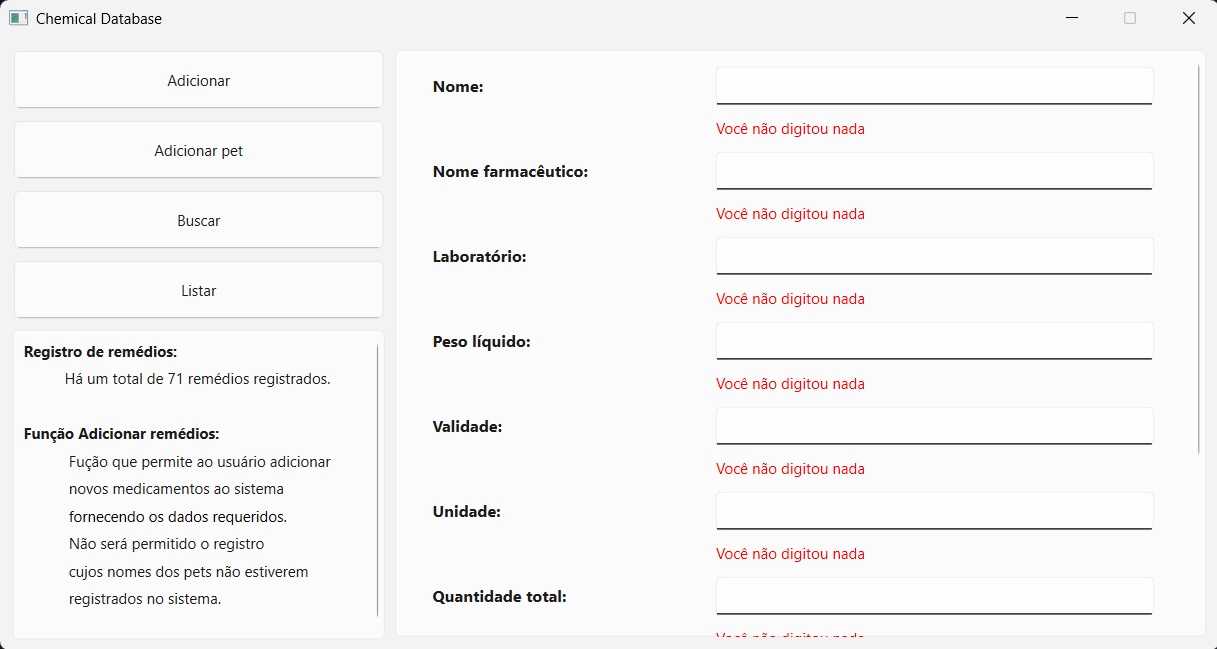 Chemical Database
Adicionar
Adicionar pet
Buscar
Listar
Registro de remédios:
Há um total de 71 remédios registrados.
Função Adicionar remédios:
Fução que permite ao usuário adicionar
novos medicamentos ao sistema
fornecendo os dados requeridos.
Não será permitido o registro
cujos nomes dos pets não estiverem
registrados no sistema.
Nome:
Você não digitou nada
Nome farmacêutico:
Você não digitou nada
Laboratório:
Você não digitou nada
Peso líquido:
Você não digitou nada
Validade:
Você não digitou nada
Unidade:
Você não digitou nada
Quantidade total:
Você não digitou nada